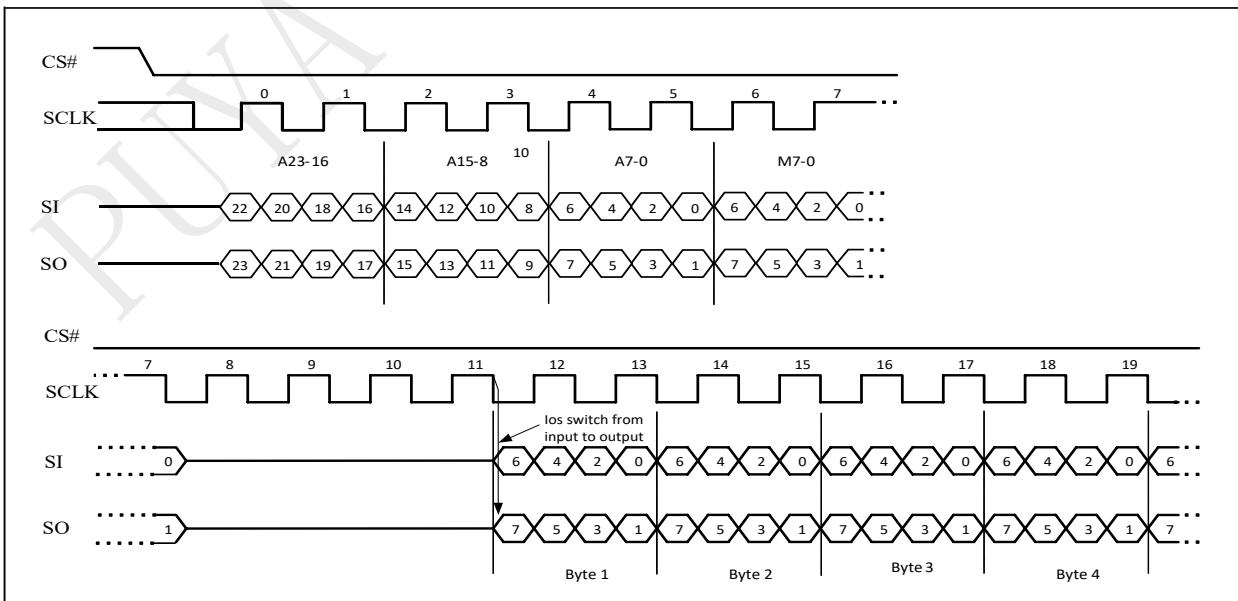 PUYA
CS#
0 1 2 3 4 5 6 7
SCLK
A23-16 A15-8 10 A7-0 M7-0
SI 22 20 18 16 14 12 10 8 6 4 2 0 6 4 2 0
SO 23 21 19 17 15 13 11 9 7 5 3 1 7 5 3 1
CS#
7 8 9 10 11 12 13 14 15 16 17 18 19
SCLK
Ios switch from
input to output
SI 0 6 4 2 0 6 4 2 0 6 4 2 0 6 4 2 0 6
SO 1 7 5 3 1 7 5 3 1 7 5 3 1 7 5 3 1 7
Byte 1 Byte 2 Byte 3 Byte 4